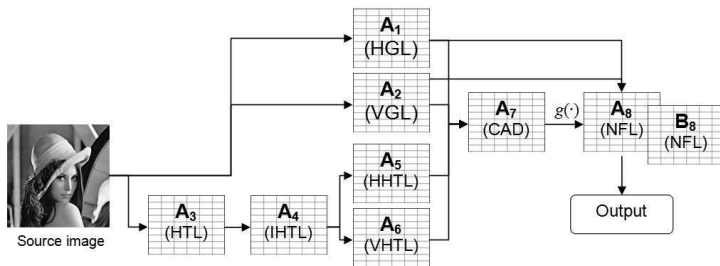 A1
(HGL)
A2
(VGL)
A7
(CAD)
g(·)
A8
(NFL)
B8
(NFL)
A5
(HHTL)
A3
(HTL)
A4
(IHTL)
A6
(VHTL)
Output
Source image